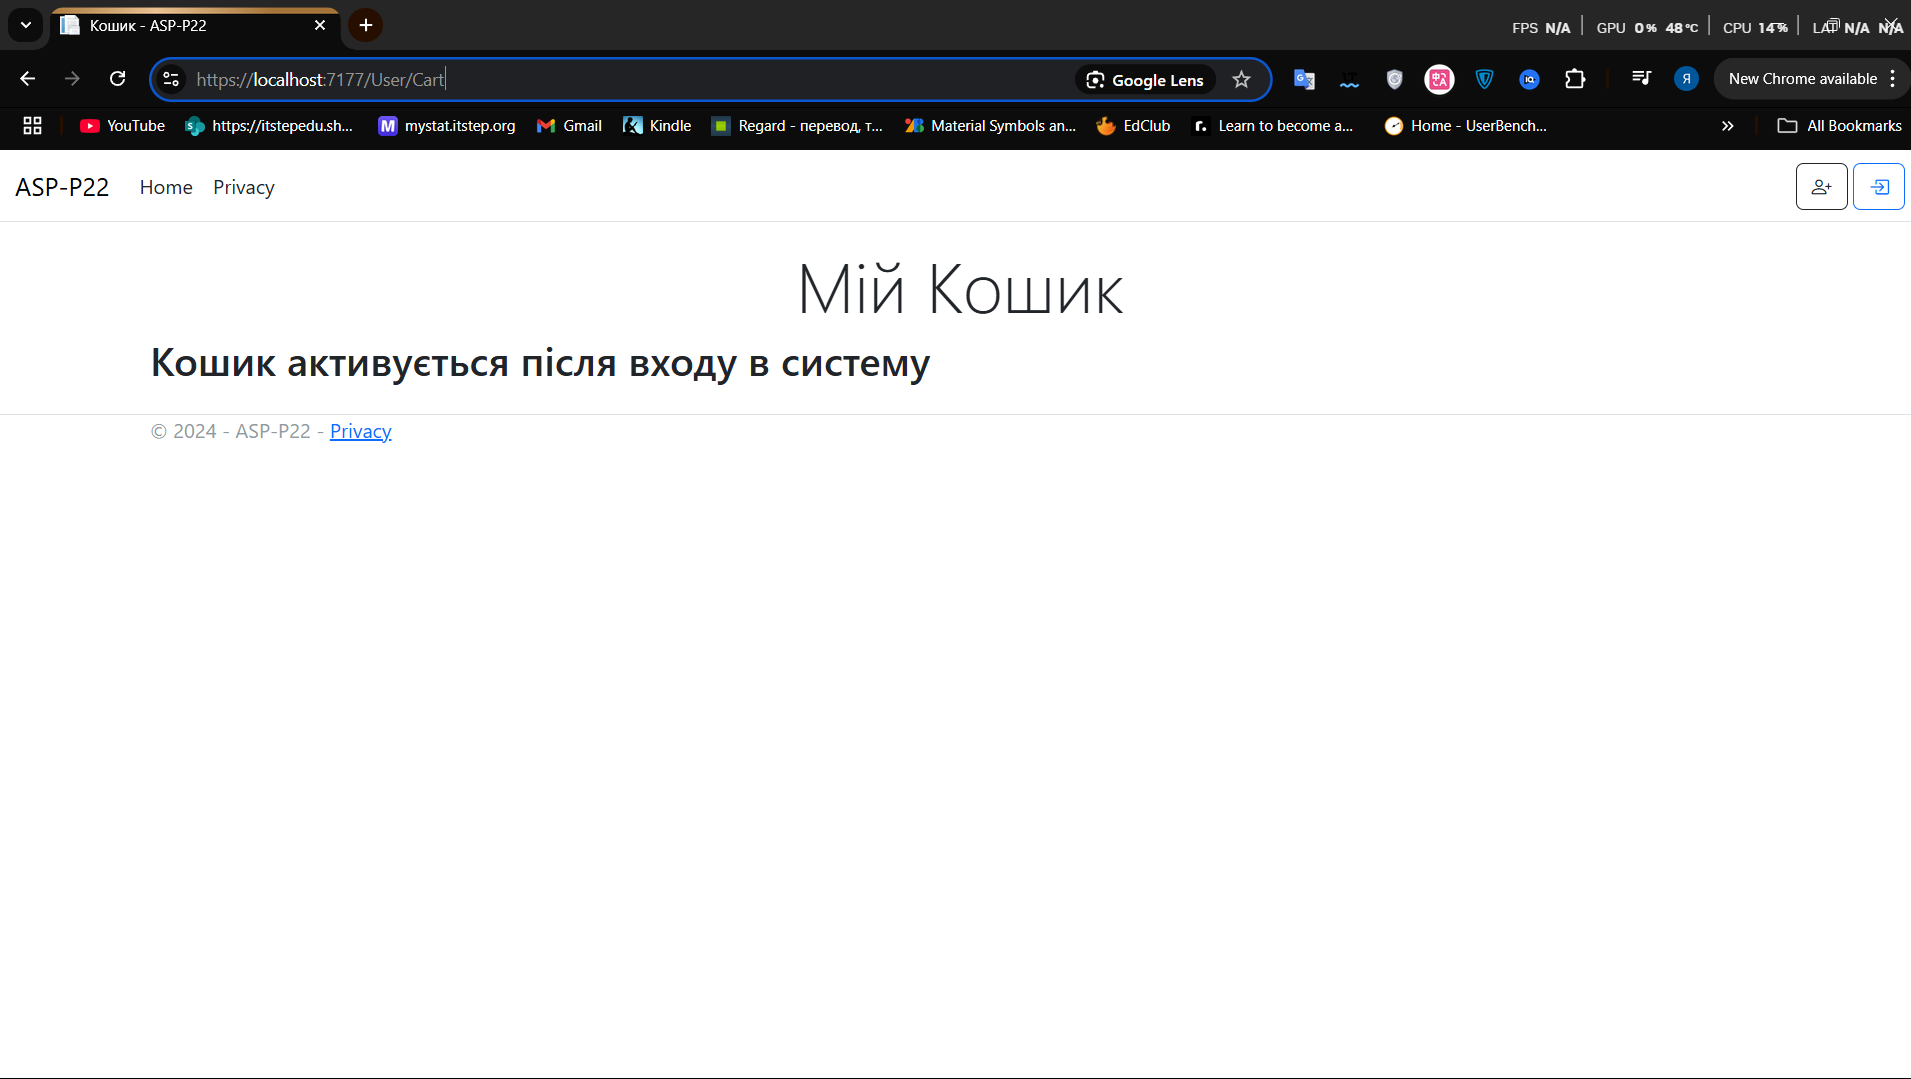 Кошик - ASP-P22
FPS N/A GPU 0% 48°C CPU 14% LAT N/A N/A
https://localhost:7177/User/Cart Google Lens
Я New Chrome available
YouTube https://itstepedu.sh... M mystat.itstep.org Gmail Kindle Regard - перевод, т... Material Symbols an... EdClub r. Learn to become a... Home - UserBench... All Bookmarks
ASP-P22 Home Privacy
Мій Кошик
Кошик активується після входу в систему
© 2024 - ASP-P22 - Privacy